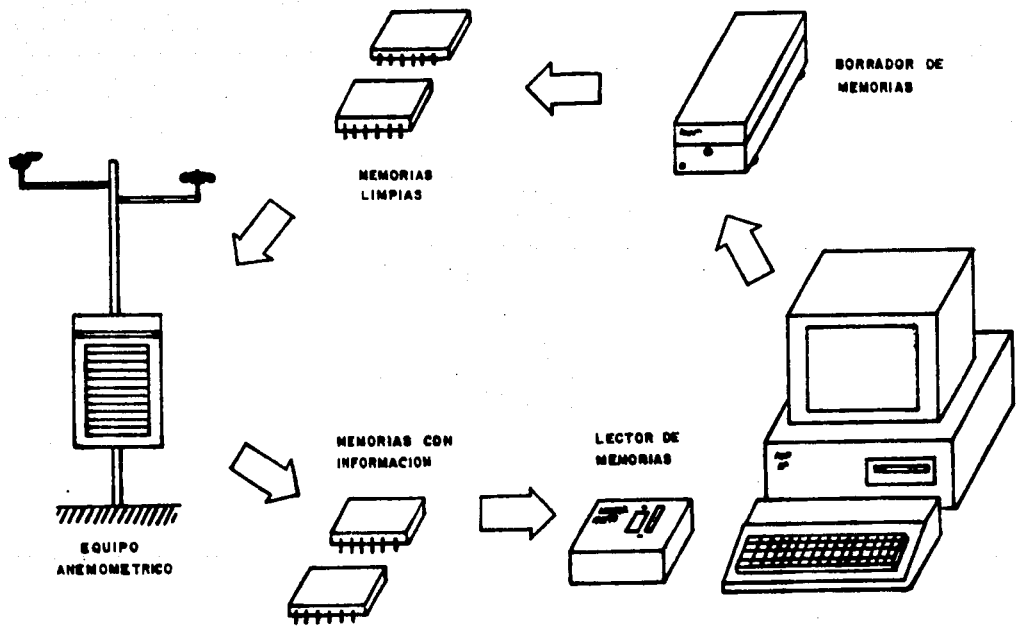 BORRADOR DE
MEMORIAS
MEMORIAS
LIMPIAS
MEMORIAS CON
INFORMACION
LECTOR DE
MEMORIAS
EQUIPO
ANEMOMETRICO